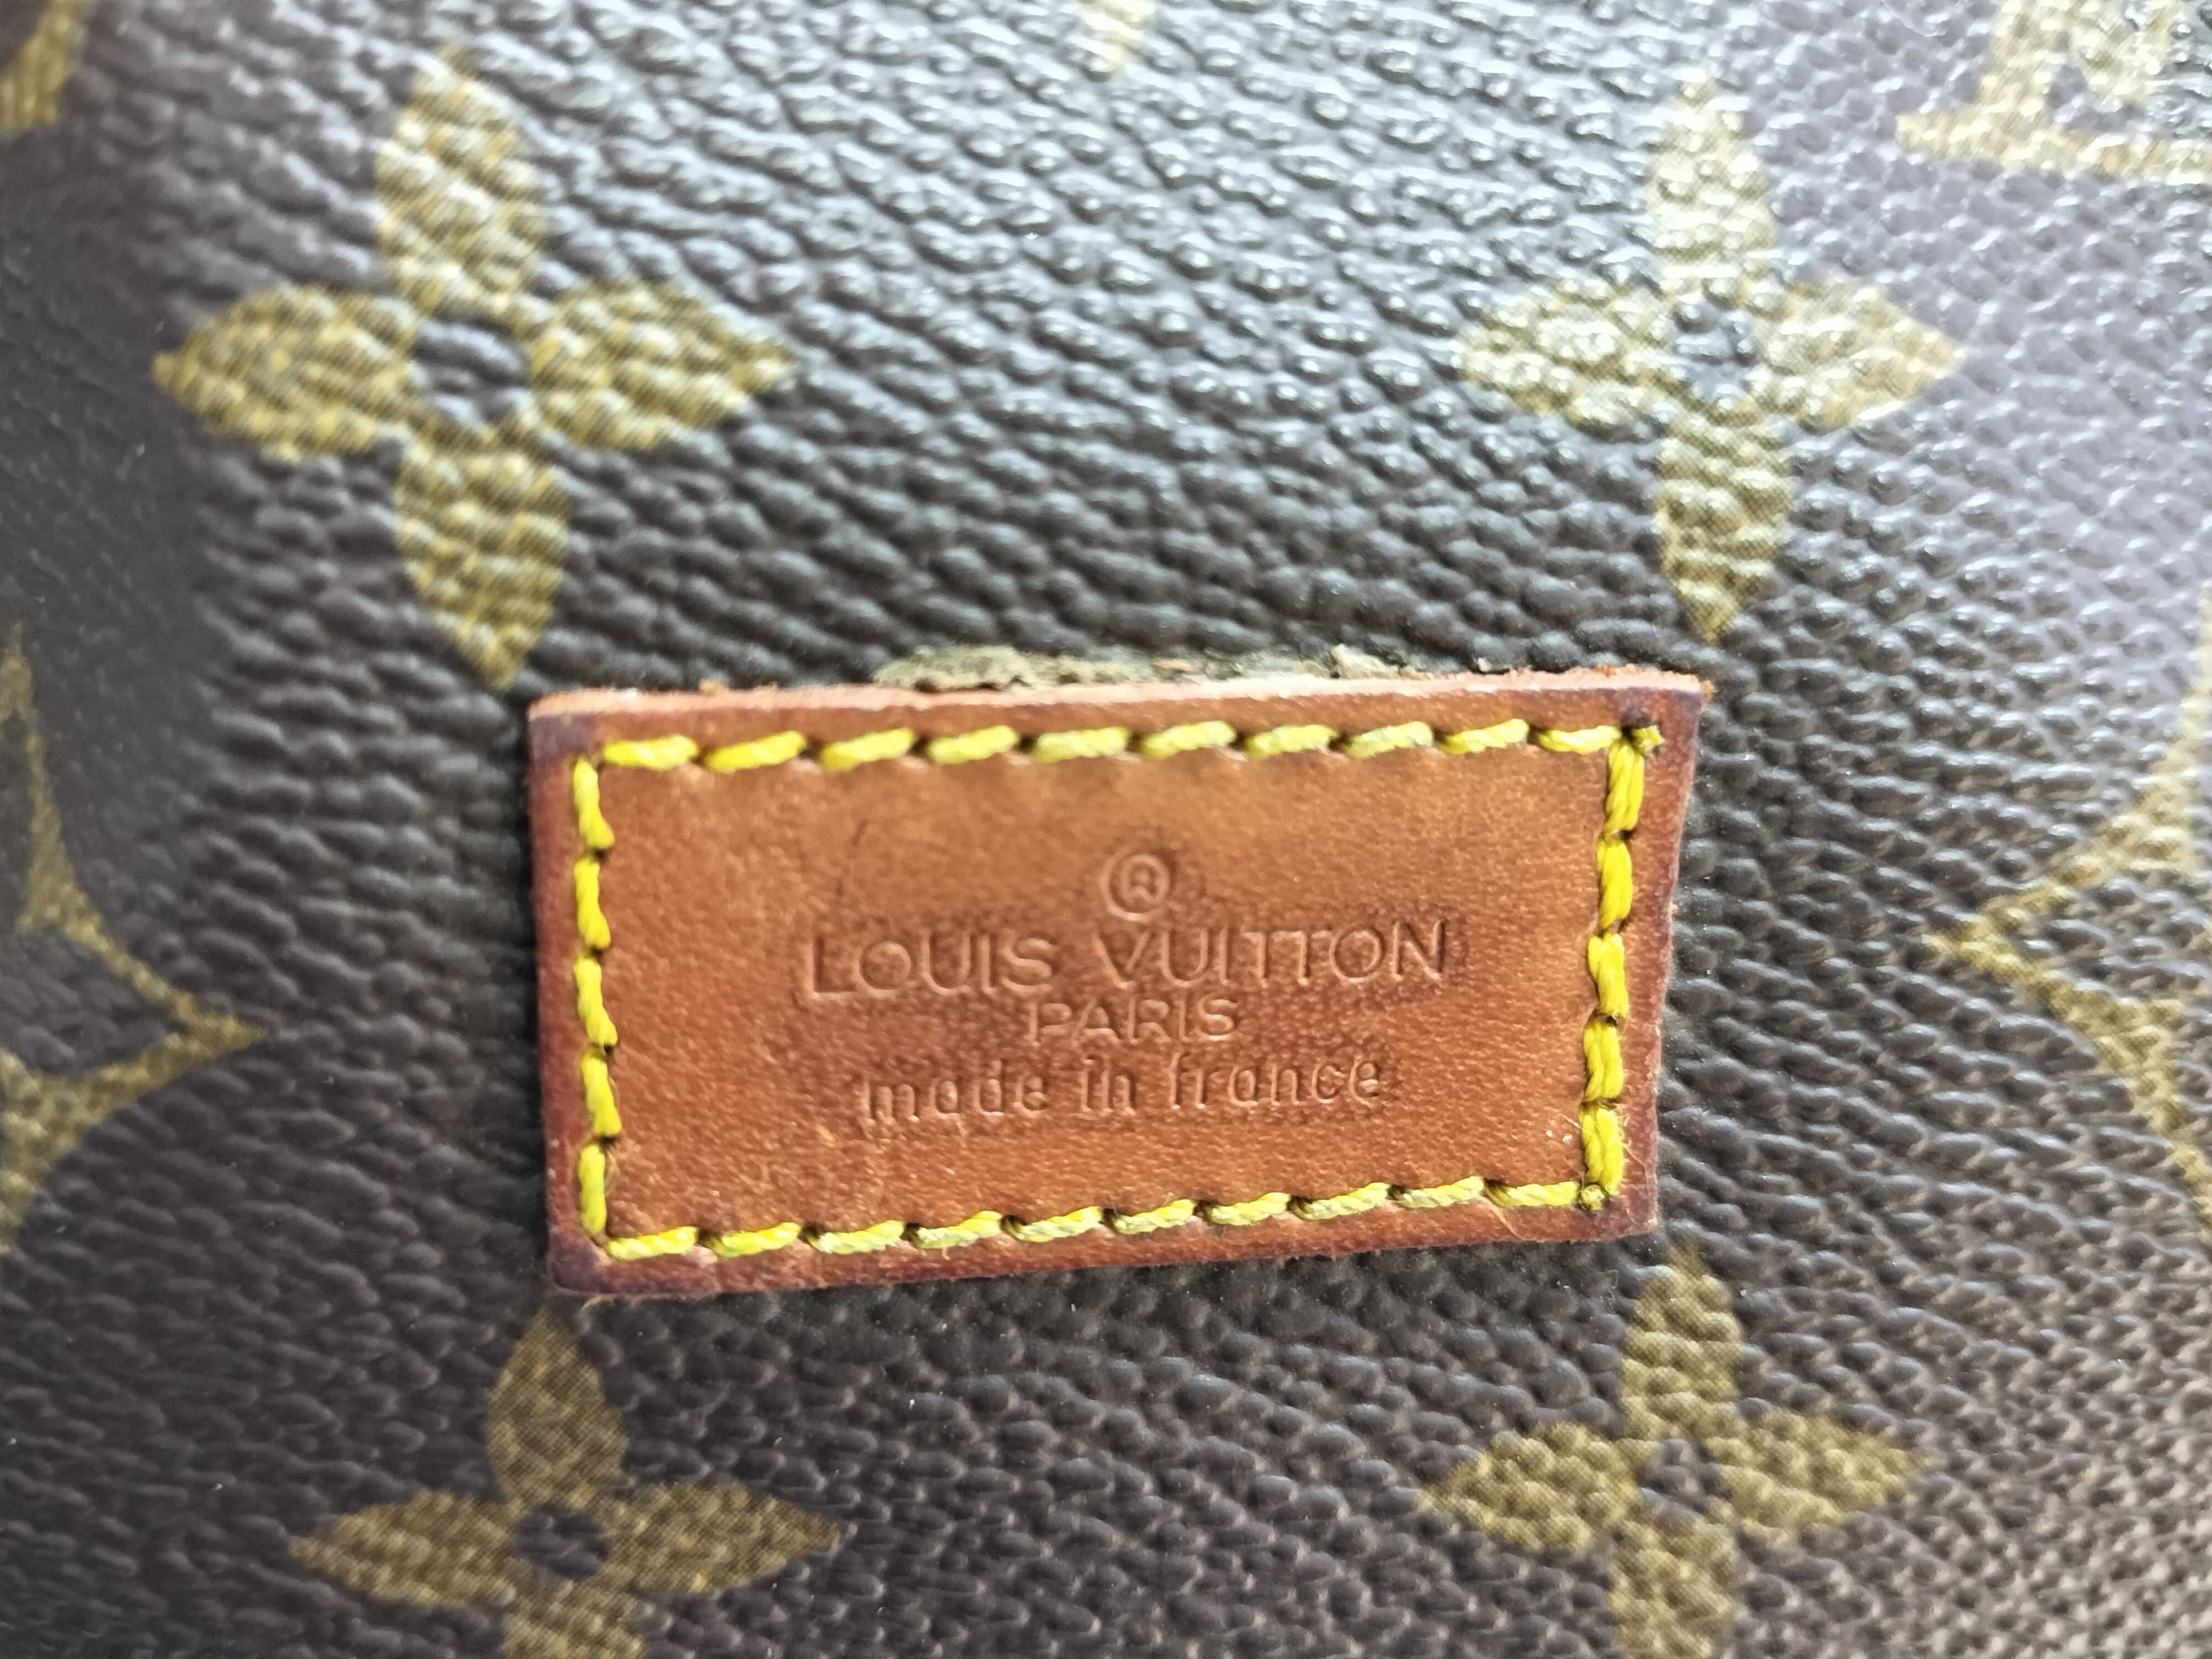 ®
LOUIS VUITTON
PARIS
made in france